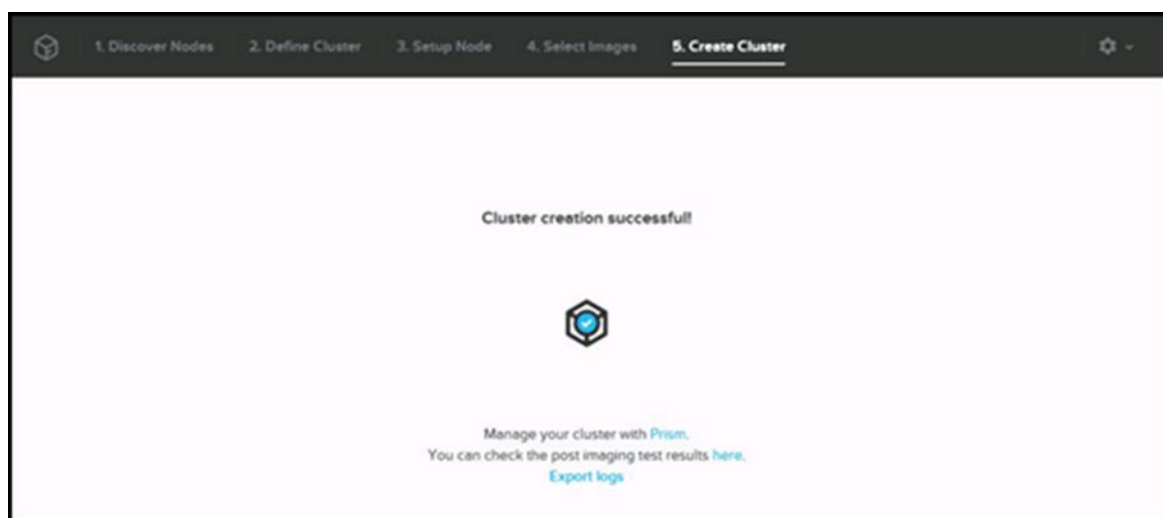 1. Discover Nodes 2. Define Cluster 3. Setup Node 4. Select Images 5. Create Cluster
Cluster creation successful!
Manage your cluster with Prism.
You can check the post imaging test results here.
Export logs